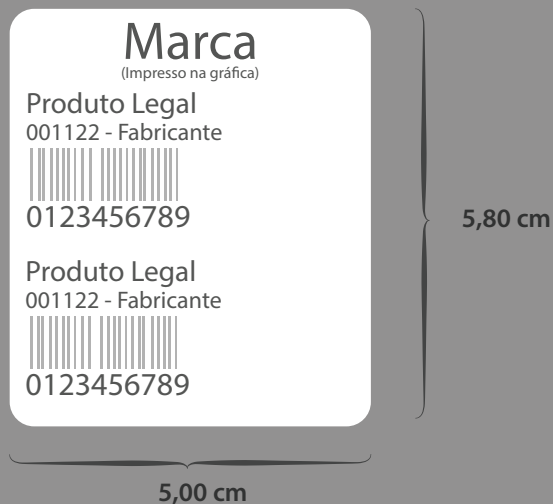 Marca
(Impresso na gráfica)
Produto Legal
001122 - Fabricante
0123456789
Produto Legal
001122 - Fabricante
0123456789
5,80 cm
5,00 cm